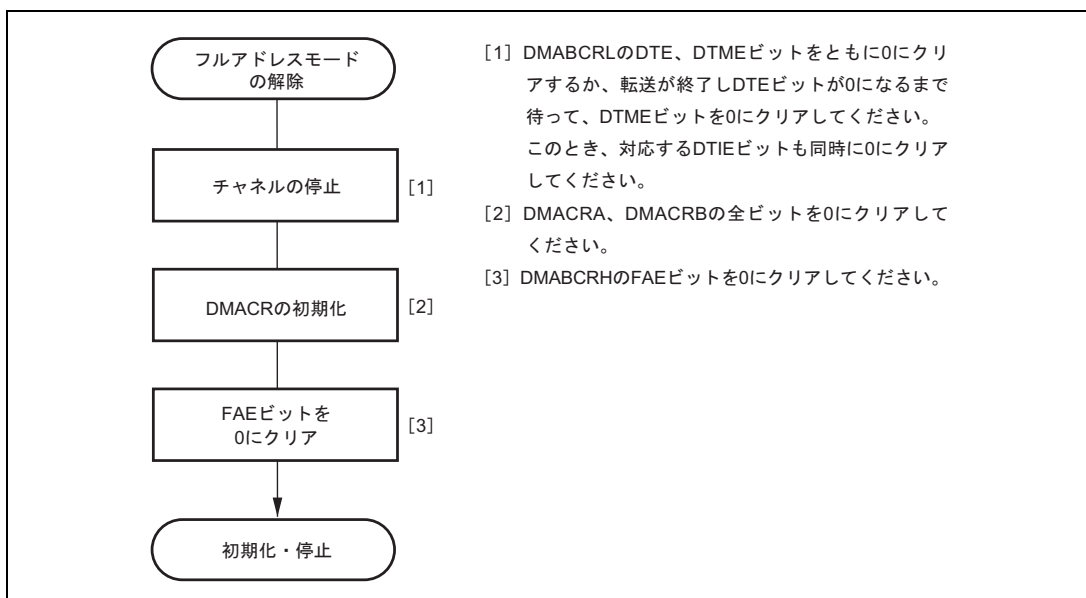 フルアドレスモード
の解除
チャネルの停止
[1]
DMACRの初期化
[2]
FAEビットを
0にクリア
[3]
初期化・停止
[1] DMABCRLのDTE、DTMEビットをともに0にクリ
アするか、転送が終了しDTEビットが0になるまで
待って、DTMEビットを0にクリアしてください。
このとき、対応するDTIEビットも同時に0にクリア
してください。
[2] DMACRA、DMACRBの全ビットを0にクリアして
ください。
[3] DMABCRHのFAEビットを0にクリアしてください。